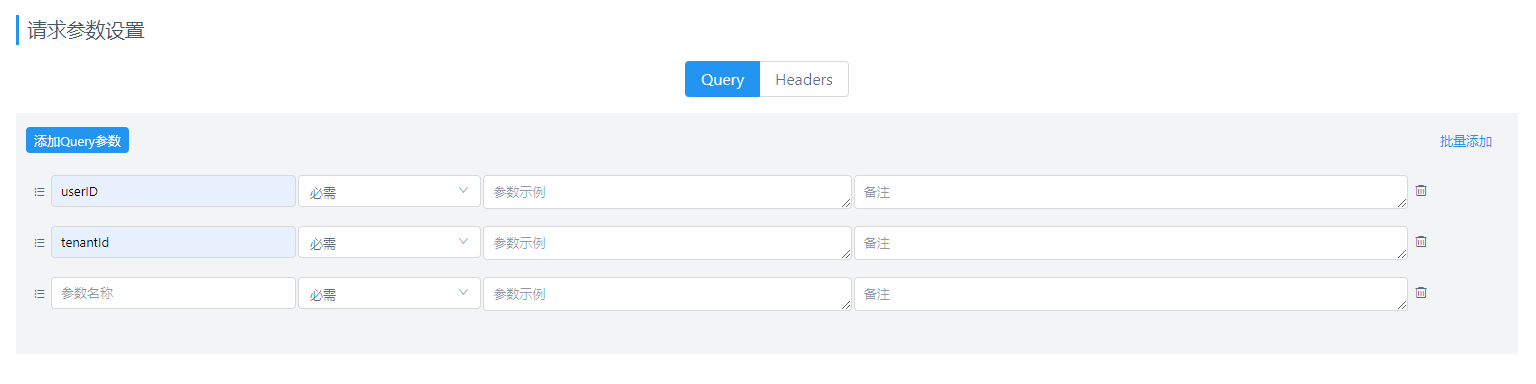 请求参数设置
Query Headers
添加Query参数 批量添加
userID 必需 参数示例 备注
tenantId 必需 参数示例 备注
参数名称 必需 参数示例 备注